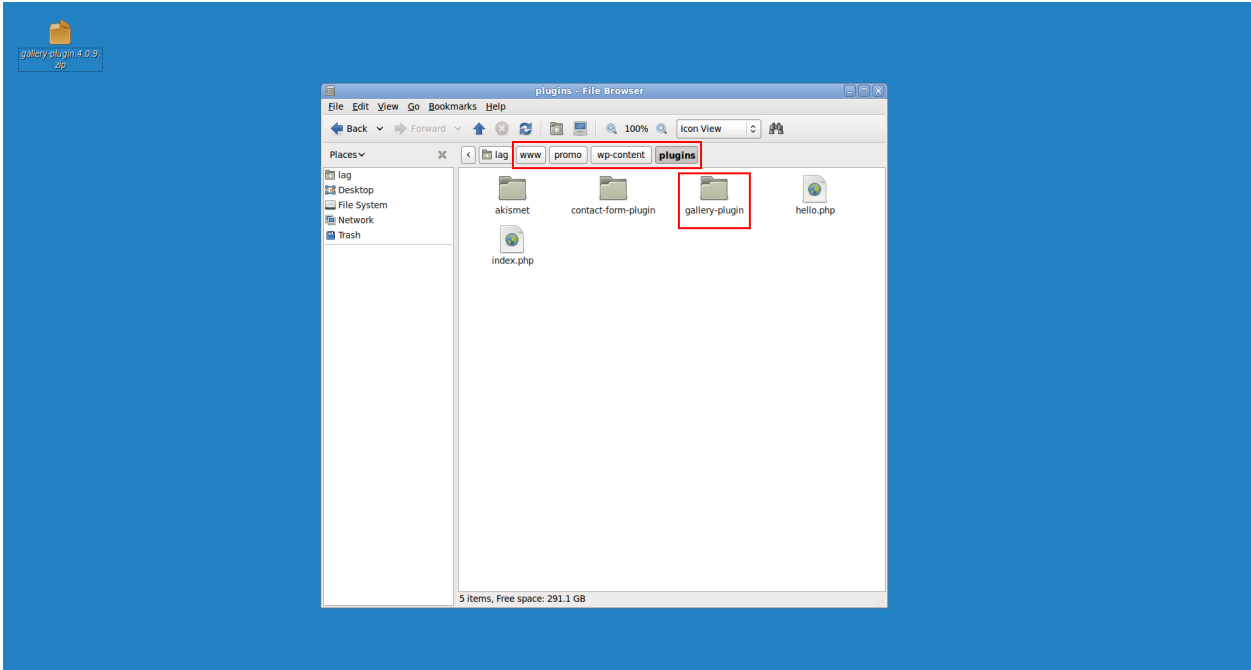 gallery-plugin.4.0.9.
zip
plugins - File Browser
File Edit View Go Bookmarks Help
Back Forward 100% Icon View
Places
lag www promo wp-content plugins
lag
Desktop
File System
Network
Trash
akismet contact-form-plugin gallery-plugin hello.php
index.php
5 items, Free space: 291.1 GB